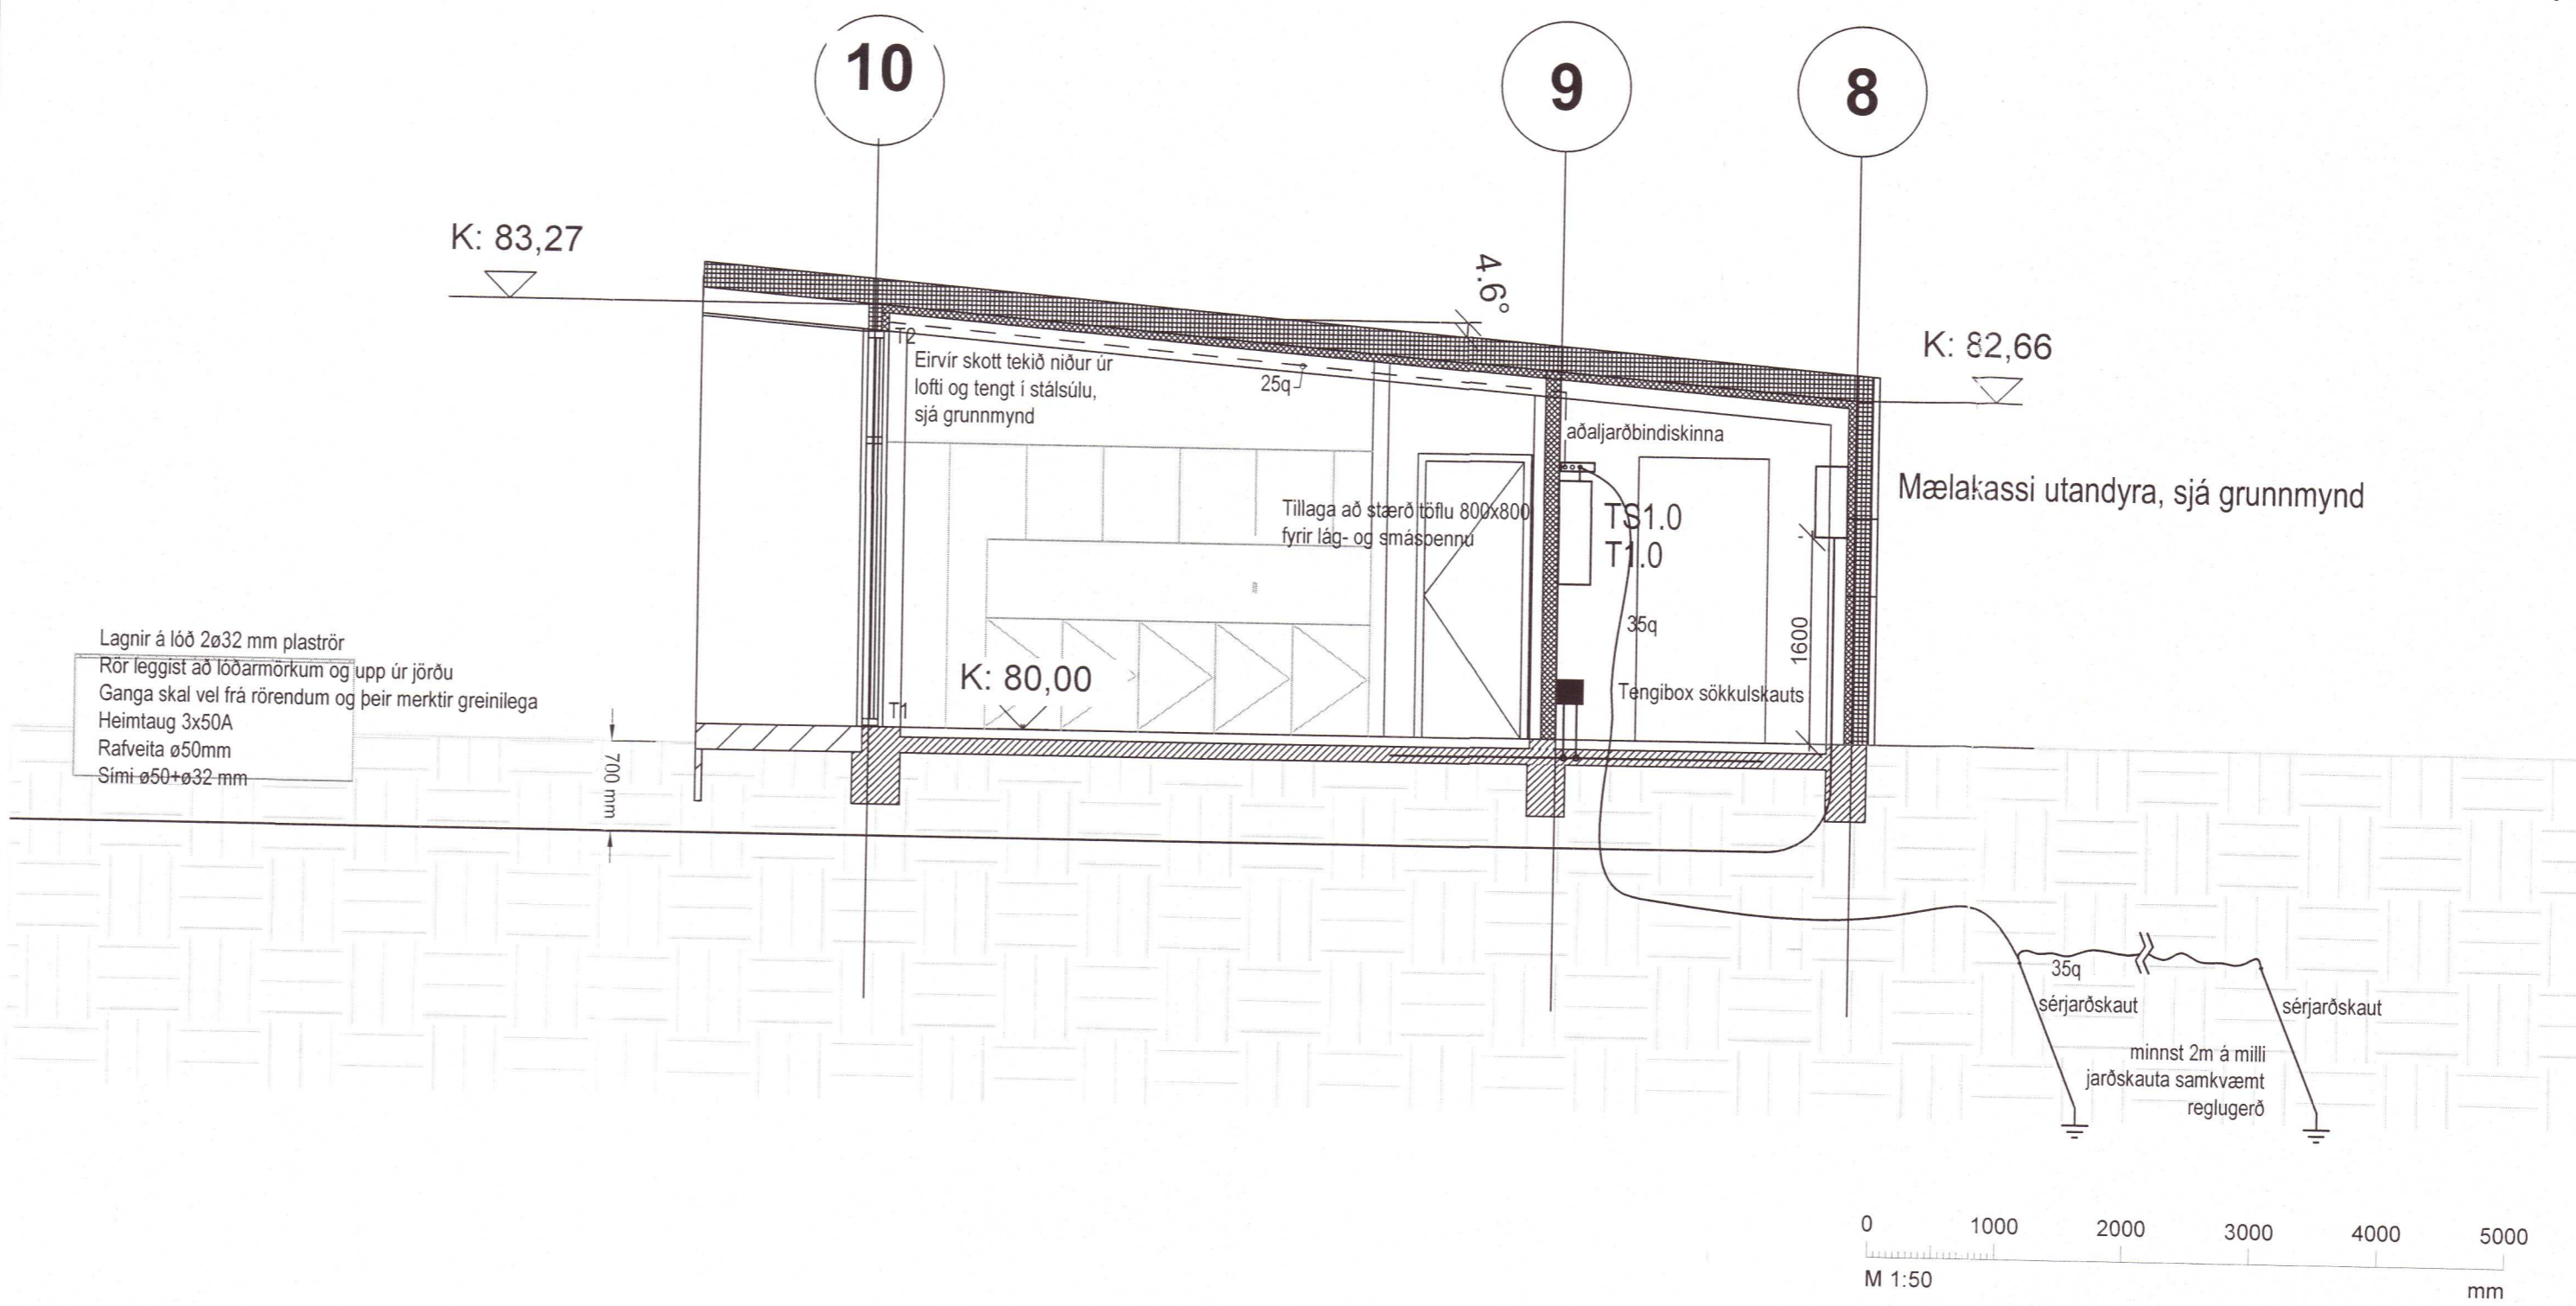 10
9
8
K: 83,27
4.6°
K: 82,66
T2
Eirvír skott tekið niður úr
lofti og tengt í stálsúlu,
sjá grunnmynd
25q
aðaljarðbindiskinna
Mælakassi utandyra, sjá grunnmynd
Tillaga að stærð töflu 800x800
fyrir lág- og smáspennu
TS1.0
T1.0
35q
1600
Lagnir á lóð 2ø32 mm plaströr
Rör leggist að lóðarmörkum og upp úr jörðu
Ganga skal vel frá rörendum og þeir merktir greinilega
Heimtaug 3x50A
Rafveita ø50mm
Sími ø50+ø32 mm
K: 80,00
Tengibox sökkulskauts
T1
700 mm
35q
sérjarðskaut
sérjarðskaut
minnst 2m á milli
jarðskauta samkvæmt
reglugerð
0 1000 2000 3000 4000 5000
M 1:50
mm